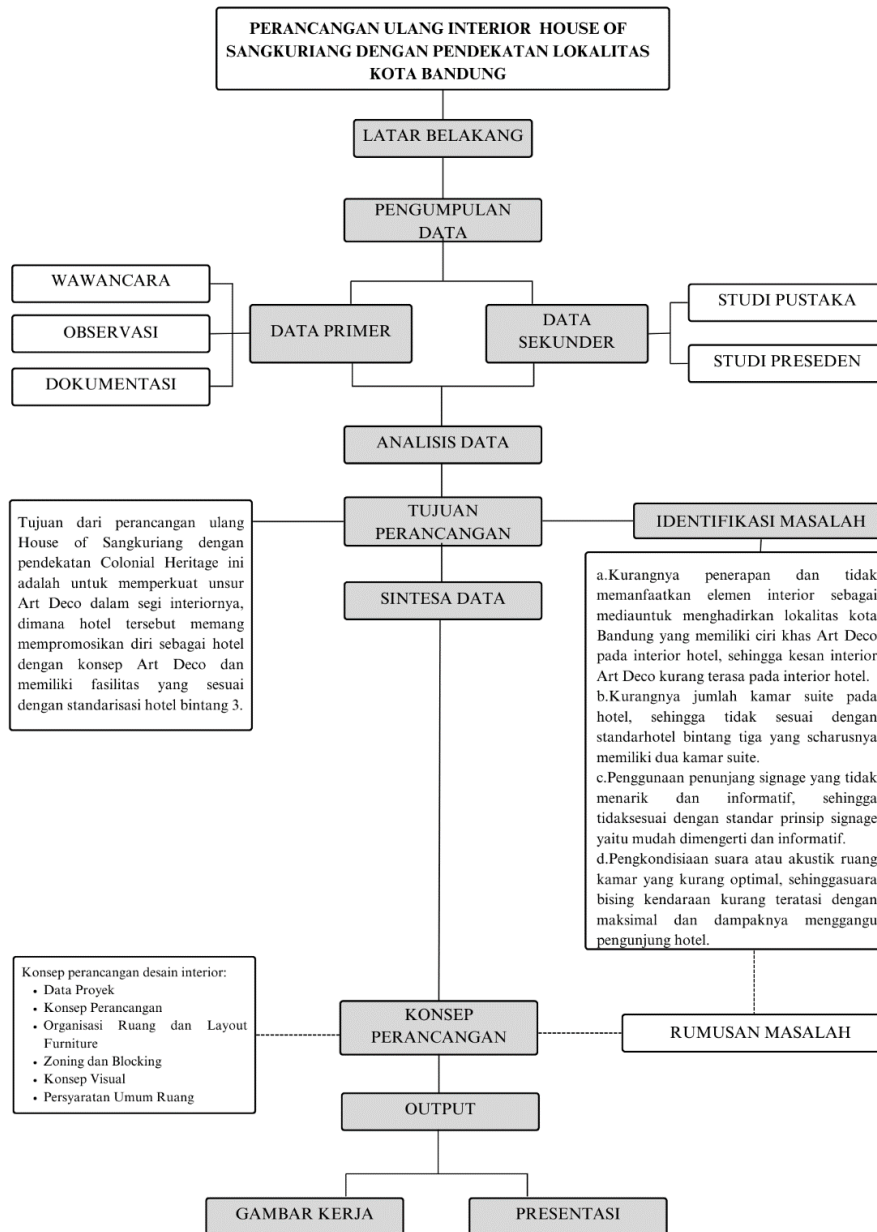 PERANCANGAN ULANG INTERIOR HOUSE OF
SANGKURIANG DENGAN PENDEKATAN LOKALITAS
KOTA BANDUNG
LATAR BELAKANG
PENGUMPULAN
DATA
WAWANCARA
OBSERVASI
DOKUMENTASI
DATA PRIMER
DATA
SEKUNDER
STUDI PUSTAKA
STUDI PRESEDEN
ANALISIS DATA
TUJUAN
PERANCANGAN
Tujuan dari perancangan ulang
House of Sangkuriang dengan
pendekatan Colonial Heritage ini
adalah untuk memperkuat unsur
Art Deco dalam segi interiornya,
dimana hotel tersebut memang
mempromosikan diri sebagai hotel
dengan konsep Art Deco dan
memiliki fasilitas yang sesuai
dengan standarisasi hotel bintang 3.
IDENTIFIKASI MASALAH
a.Kurangnya penerapan dan tidak
memanfaatkan elemen interior sebagai
mediauntuk menghadirkan lokalitas kota
Bandung yang memiliki ciri khas Art Deco
pada interior hotel, sehingga kesan interior
Art Deco kurang terasa pada interior hotel.
b.Kurangnya jumlah kamar suite pada
hotel, sehingga tidak sesuai dengan
standarhotel bintang tiga yang scharusnya
memiliki dua kamar suite.
c.Penggunaan penunjang signage yang tidak
menarik dan informatif, sehingga
tidaksesuai dengan standar prinsip signage
yaitu mudah dimengerti dan informatif.
d.Pengkondisiaan suara atau akustik ruang
kamar yang kurang optimal, sehinggasuara
bising kendaraan kurang teratasi dengan
maksimal dan dampaknya menggangu
pengunjung hotel.
SINTESA DATA
Konsep perancangan desain interior:
• Data Proyek
• Konsep Perancangan
• Organisasi Ruang dan Layout
Furniture
• Zoning dan Blocking
• Konsep Visual
• Persyaratan Umum Ruang
KONSEP
PERANCANGAN
RUMUSAN MASALAH
OUTPUT
GAMBAR KERJA
PRESENTASI